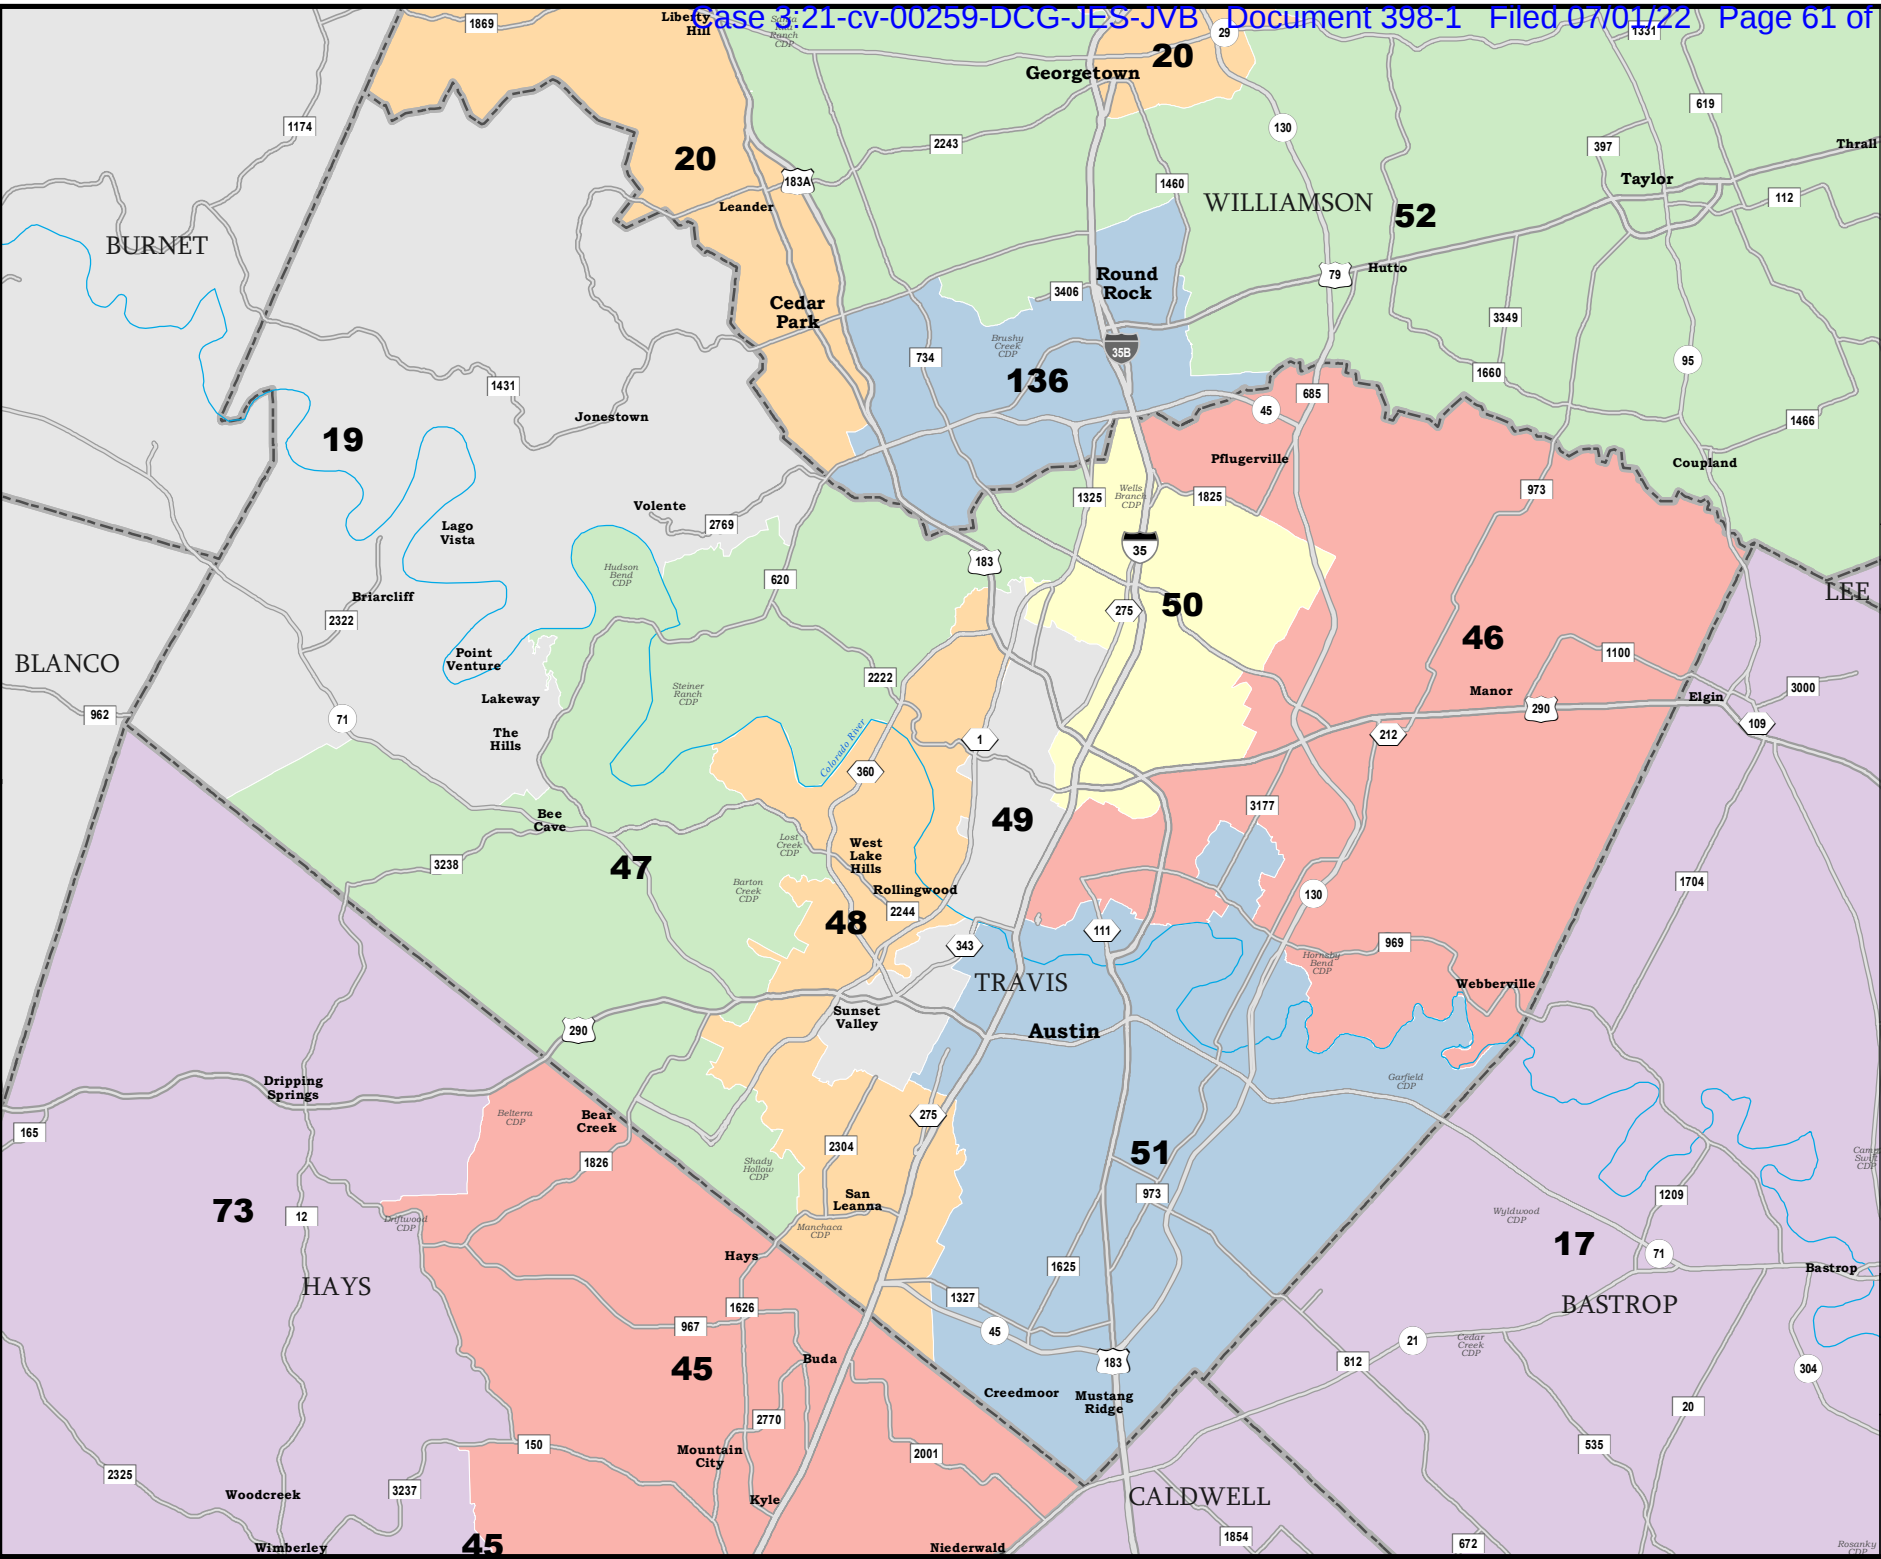 Case 3:21-cv-00259-DCG-JES-JVB Document 398-1 Filed 07/01/22 Page 61 of
1869
Liberty
Hill
Santa
Rita
Ranch
CDP
29
20
1331
Georgetown
619
1174
130
2243
397
Thrall
20
183A
1460
Taylor
112
Leander
WILLIAMSON
52
BURNET
Round
Rock
79
Hutto
3406
Cedar
Park
3349
Brushy
Creek
CDP
35B
734
95
1431
136
1660
685
45
Jonestown
1466
19
Pflugerville
Coupland
Volente
1325
Wells
Branch
CDP
1825
973
Lago
Vista
2769
35
183
Hudson
Bend
CDP
620
Briarcliff
LEE
2322
275
50
46
BLANCO
Point
Venture
1100
2222
Steiner
Ranch
CDP
Lakeway
Manor
Elgin
3000
962
71
290
109
The
Hills
1
212
Colorado River
360
3177
Bee
Cave
49
Lost
Creek
CDP
West
Lake
Hills
3238
47
Barton
Creek
CDP
Rollingwood
1704
130
2244
48
343
111
969
Hornsby
Bend
CDP
TRAVIS
Webberville
Sunset
Valley
290
Austin
Dripping
Springs
Garfield
CDP
Belterra
CDP
Bear
Creek
275
165
2304
51
Camp
Swift
CDP
1826
Shady
Hollow
CDP
973
1209
San
Leanna
73
12
Driftwood
CDP
Manchaca
CDP
Wyldwood
CDP
17
71
Hays
1625
Bastrop
HAYS
1327
BASTROP
1626
967
45
21
Cedar
Creek
CDP
45
Buda
183
812
304
Creedmoor
Mustang
Ridge
2770
20
150
Mountain
City
2001
535
2325
3237
Woodcreek
Kyle
CALDWELL
1854
672
45
Wimberley
Niederwald
Rosanky
CDP